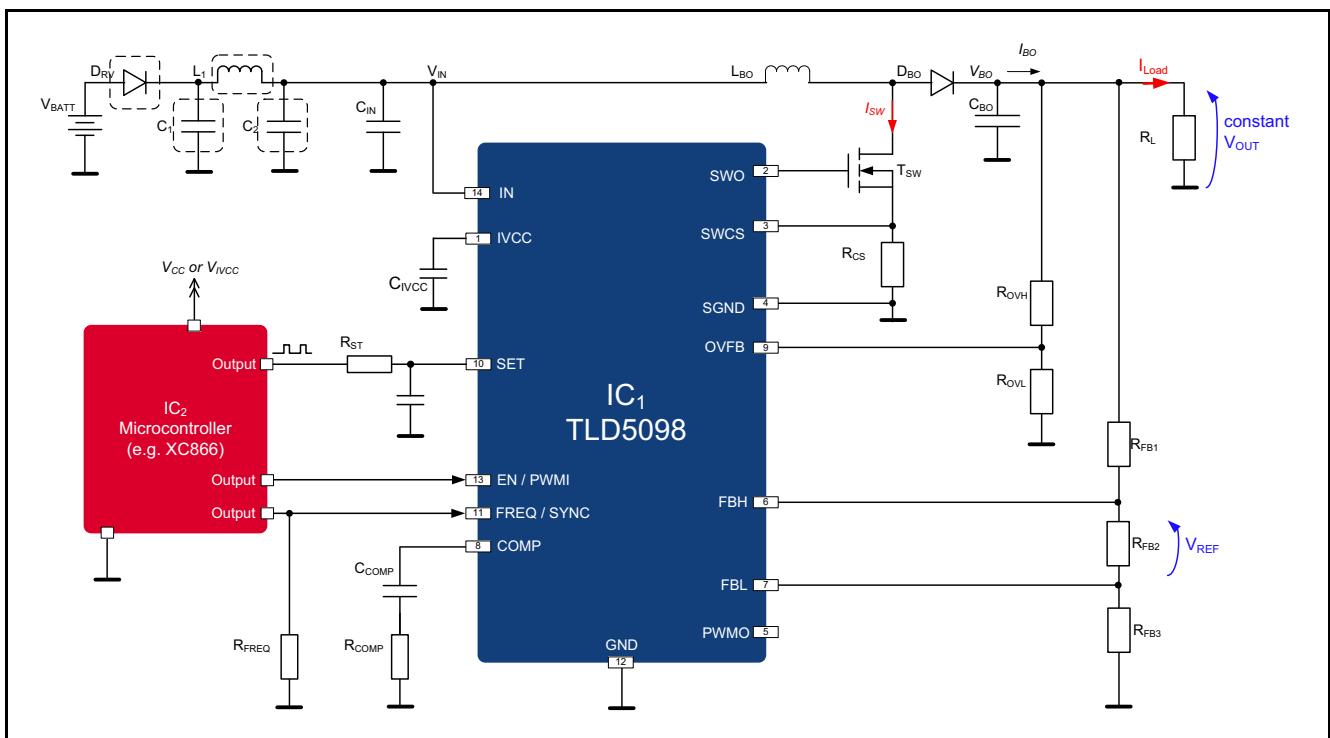 D_RV
L_1
V_IN
L_BO
D_BO
V_BO
I_BO
I_Load
V_BATT
C_1
C_2
C_IN
I_SW
C_BO
R_L
constant
V_OUT
SWO
2
T_SW
14
IN
SWCS
3
1
IVCC
R_CS
V_CC or V_IVCC
C_IVCC
SGND
4
R_OVH
OVFB
9
R_ST
Output
10
SET
R_OVL
IC_1
TLD5098
IC_2
Microcontroller
(e.g. XC866)
R_FB1
Output
13
EN / PWMI
FBH
6
Output
11
FREQ / SYNC
8
COMP
R_FB2
V_REF
C_COMP
FBL
7
PWMO
5
R_FB3
R_FREQ
R_COMP
GND
12